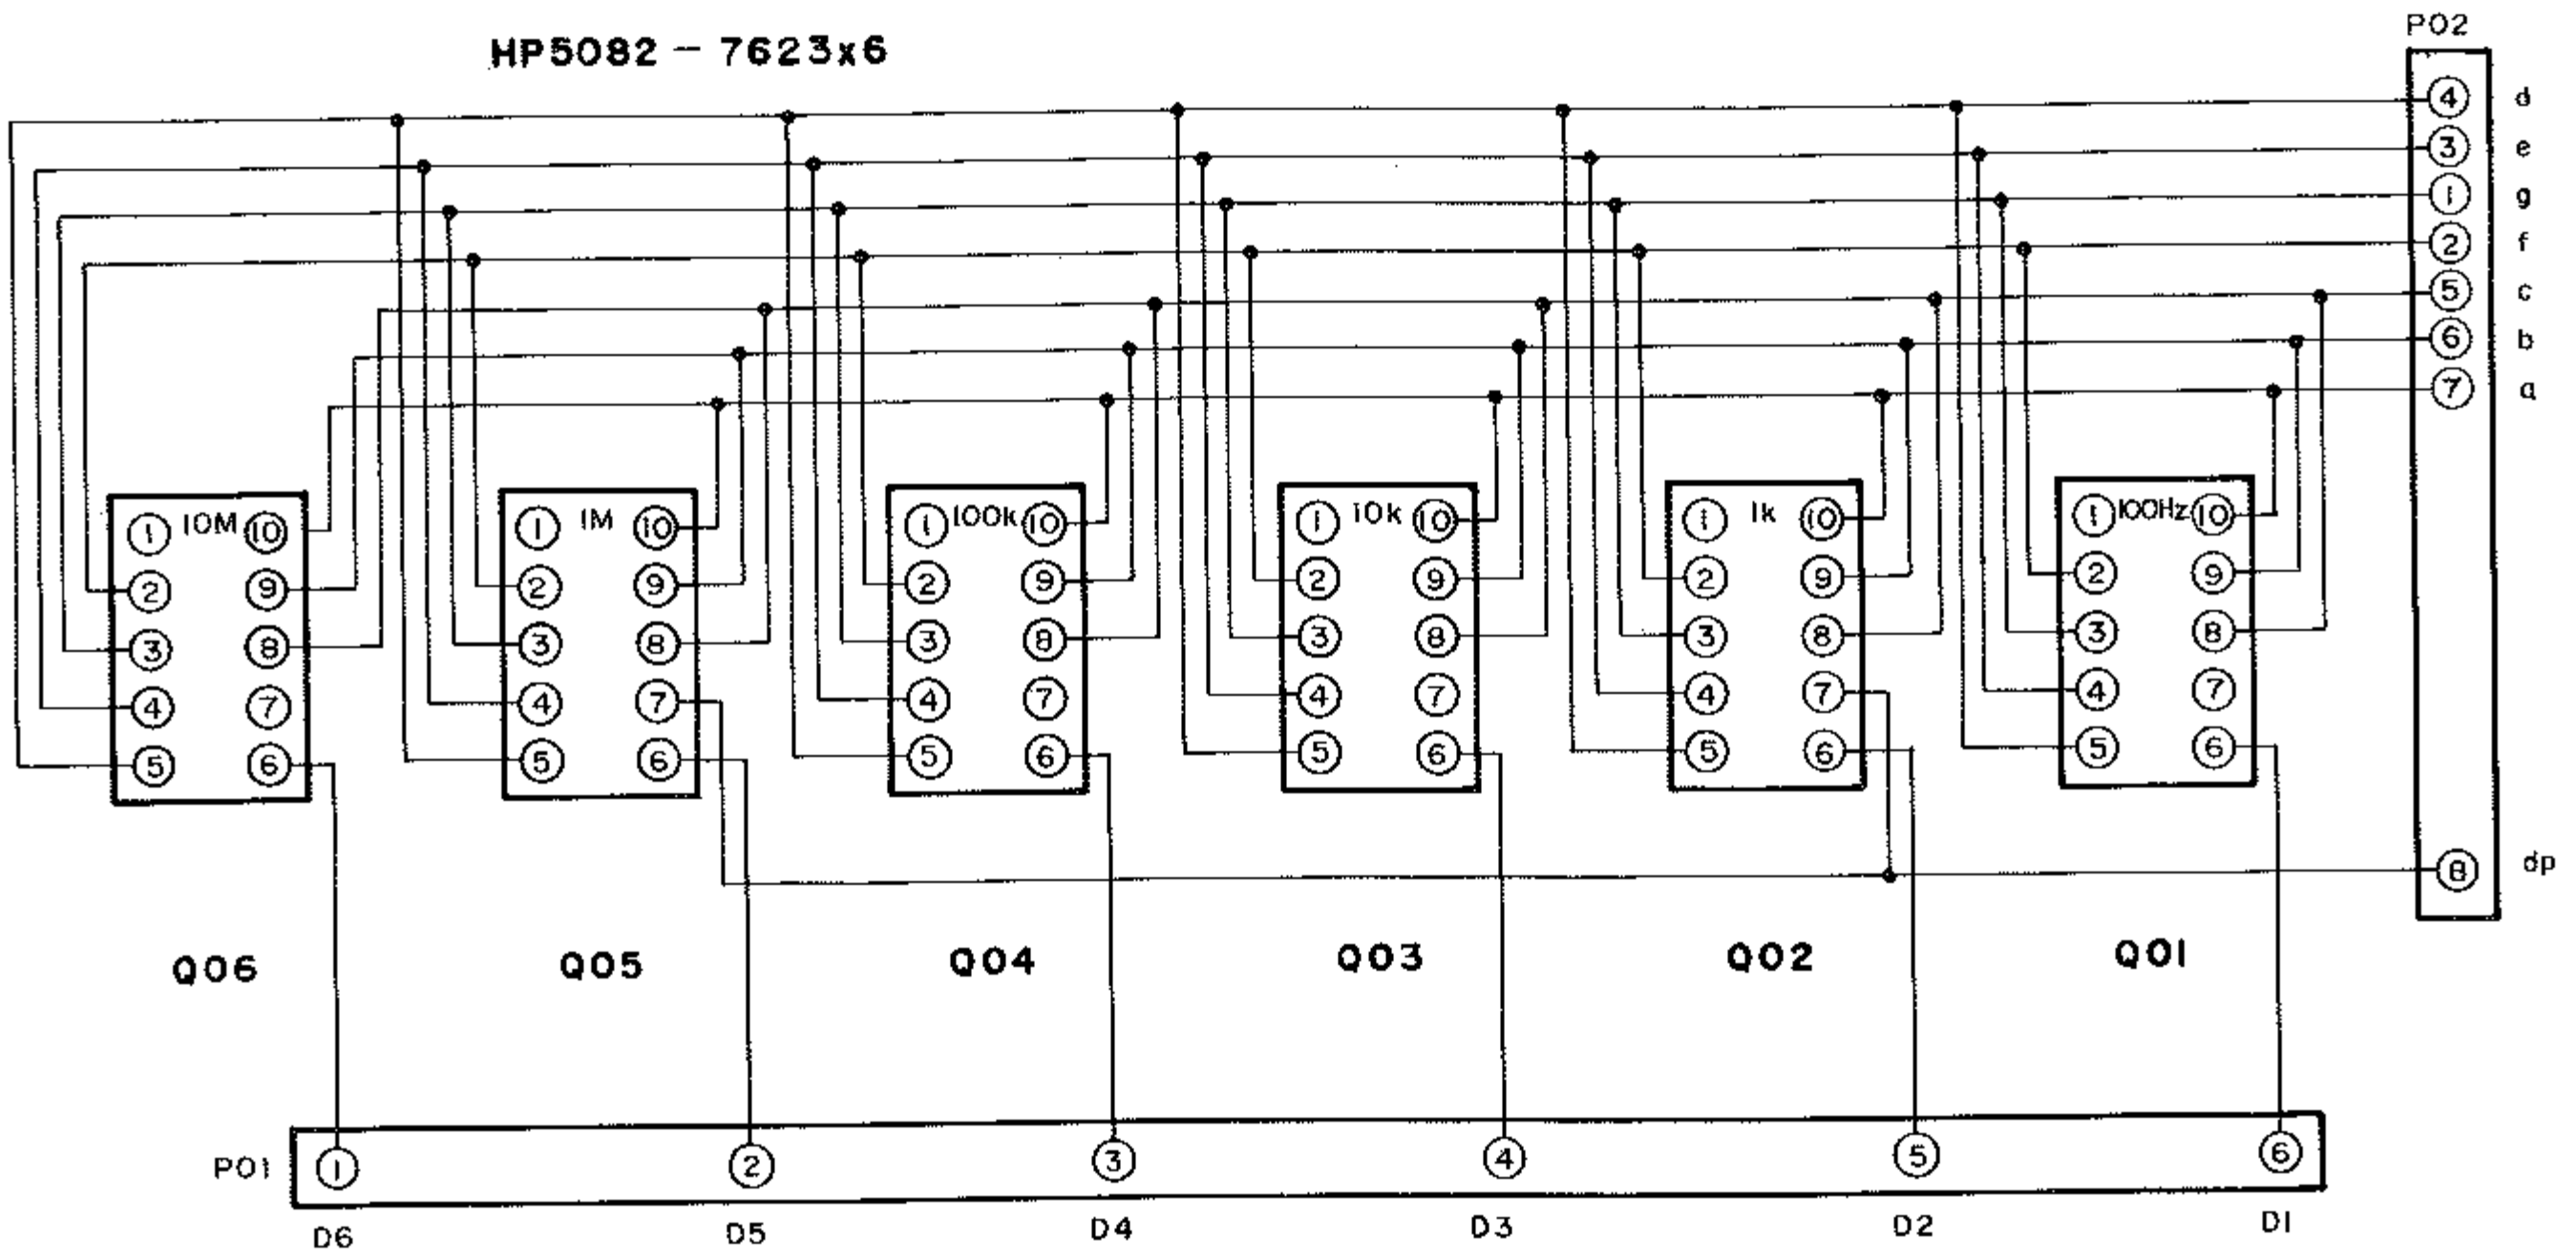 PO2
HP5082 - 7623x6
4 d
3 e
1 g
2 f
5 c
6 b
7 a
1 10M 10
2 9
3 8
4 7
5 6
1 1M 10
2 9
3 8
4 7
5 6
1 100k 10
2 9
3 8
4 7
5 6
1 10k 10
2 9
3 8
4 7
5 6
1 1k 10
2 9
3 8
4 7
5 6
1 100Hz 10
2 9
3 8
4 7
5 6
8 dp
Q06 Q05 Q04 Q03 Q02 Q01
PO1 1 2 3 4 5 6
D6 D5 D4 D3 D2 D1